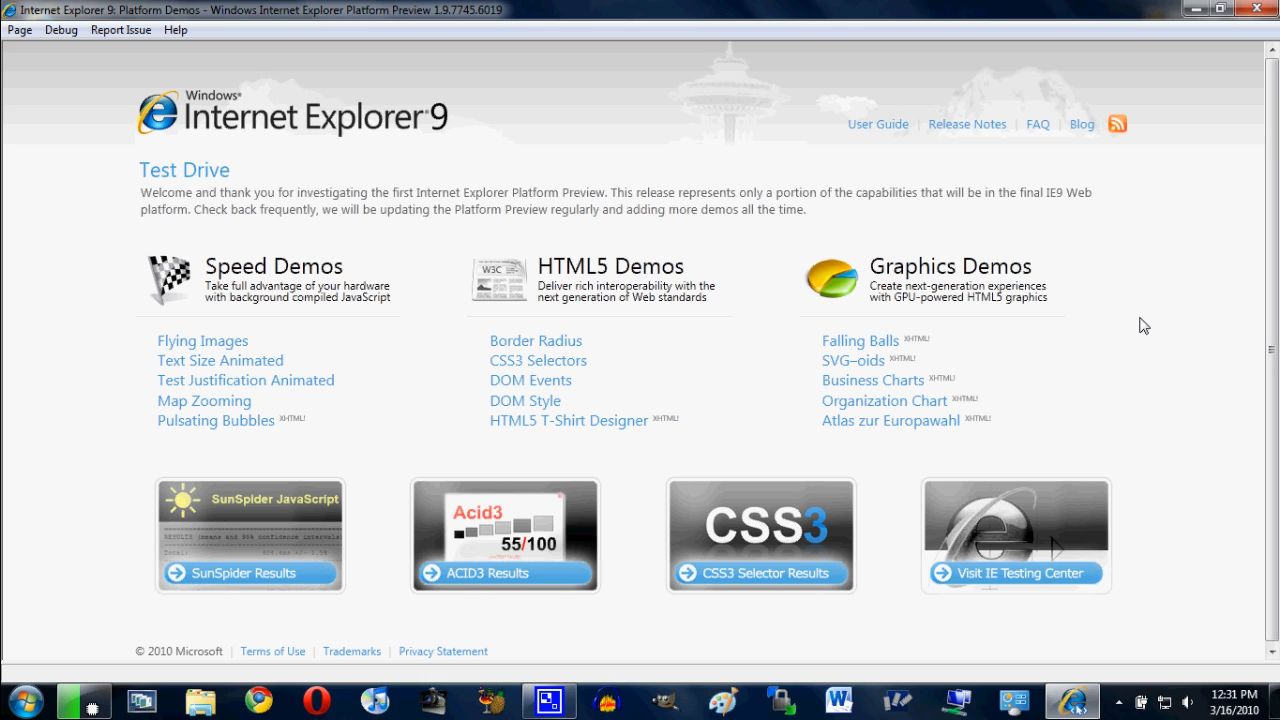 Internet Explorer 9: Platform Demos - Windows Internet Explorer Platform Preview 1.9.7745.6019
Page Debug Report Issue Help
Windows®
Internet Explorer® 9
User Guide | Release Notes | FAQ | Blog
Test Drive
Welcome and thank you for investigating the first Internet Explorer Platform Preview. This release represents only a portion of the capabilities that will be in the final IE9 Web
platform. Check back frequently, we will be updating the Platform Preview regularly and adding more demos all the time.
Speed Demos
Take full advantage of your hardware
with background compiled JavaScript
Flying Images
Text Size Animated
Test Justification Animated
Map Zooming
Pulsating Bubbles XHTML!
W3C
HTML5 Demos
Deliver rich interoperability with the
next generation of Web standards
Border Radius
CSS3 Selectors
DOM Events
DOM Style
HTML5 T-Shirt Designer XHTML!
Graphics Demos
Create next-generation experiences
with GPU-powered HTML5 graphics
Falling Balls XHTML!
SVG–oids XHTML!
Business Charts XHTML!
Organization Chart XHTML!
Atlas zur Europawahl XHTML!
SunSpider JavaScript
RESULTS (means and 95% confidence intervals)
Total:
SunSpider Results
Acid3
55/100
ACID3 Results
CSS3
CSS3 Selector Results
Visit IE Testing Center
© 2010 Microsoft | Terms of Use | Trademarks | Privacy Statement
12:31 PM
3/16/2010